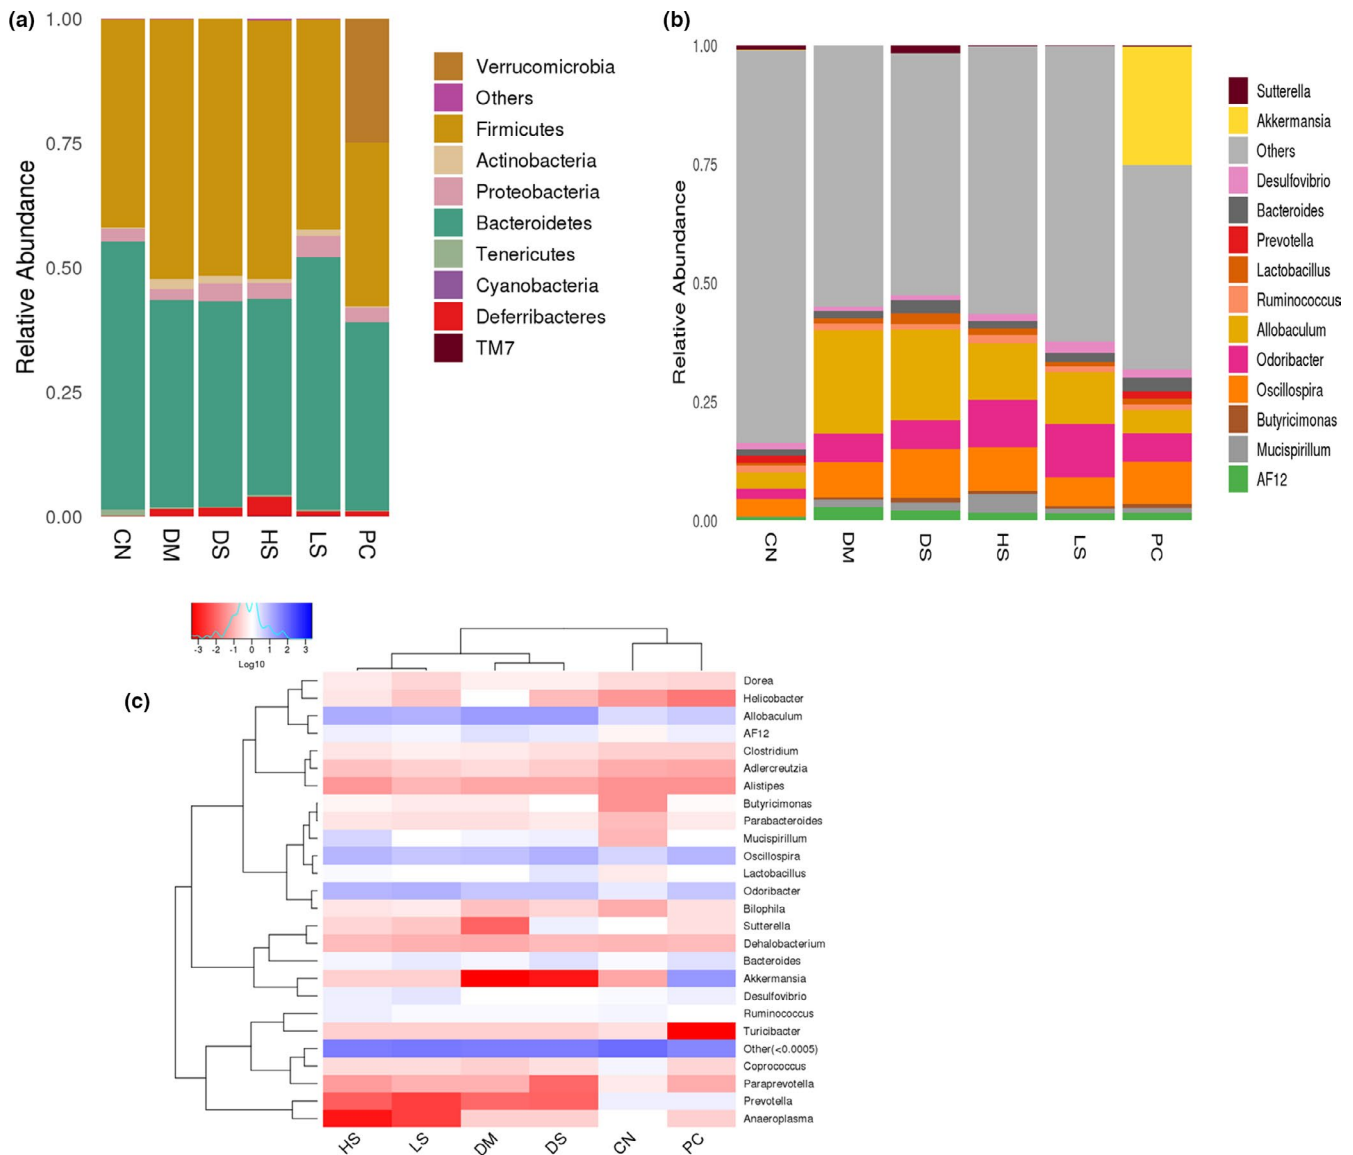 (a)
1.00
0.75
0.50
0.25
0.00
Relative Abundance
CN
DM
DS
HS
LS
PC
Verrucomicrobia
Others
Firmicutes
Actinobacteria
Proteobacteria
Bacteroidetes
Tenericutes
Cyanobacteria
Deferribacteres
TM7
(b)
1.00
0.75
0.50
0.25
0.00
Relative Abundance
CN
DM
DS
HS
LS
PC
Sutterella
Akkermansia
Others
Desulfovibrio
Bacteroides
Prevotella
Lactobacillus
Ruminococcus
Allobaculum
Odoribacter
Oscillospira
Butyricimonas
Mucispirillum
AF12
(c)
-3 -2 -1 0 1 2 3
Log10
Dorea
Helicobacter
Allobaculum
AF12
Clostridium
Adlercreutzia
Alistipes
Butyricimonas
Parabacteroides
Mucispirillum
Oscillospira
Lactobacillus
Odoribacter
Bilophila
Sutterella
Dehalobacterium
Bacteroides
Akkermansia
Desulfovibrio
Ruminococcus
Turicibacter
Other(<0.0005)
Coprococcus
Paraprevotella
Prevotella
Anaeroplasma
HS
LS
DM
DS
CN
PC